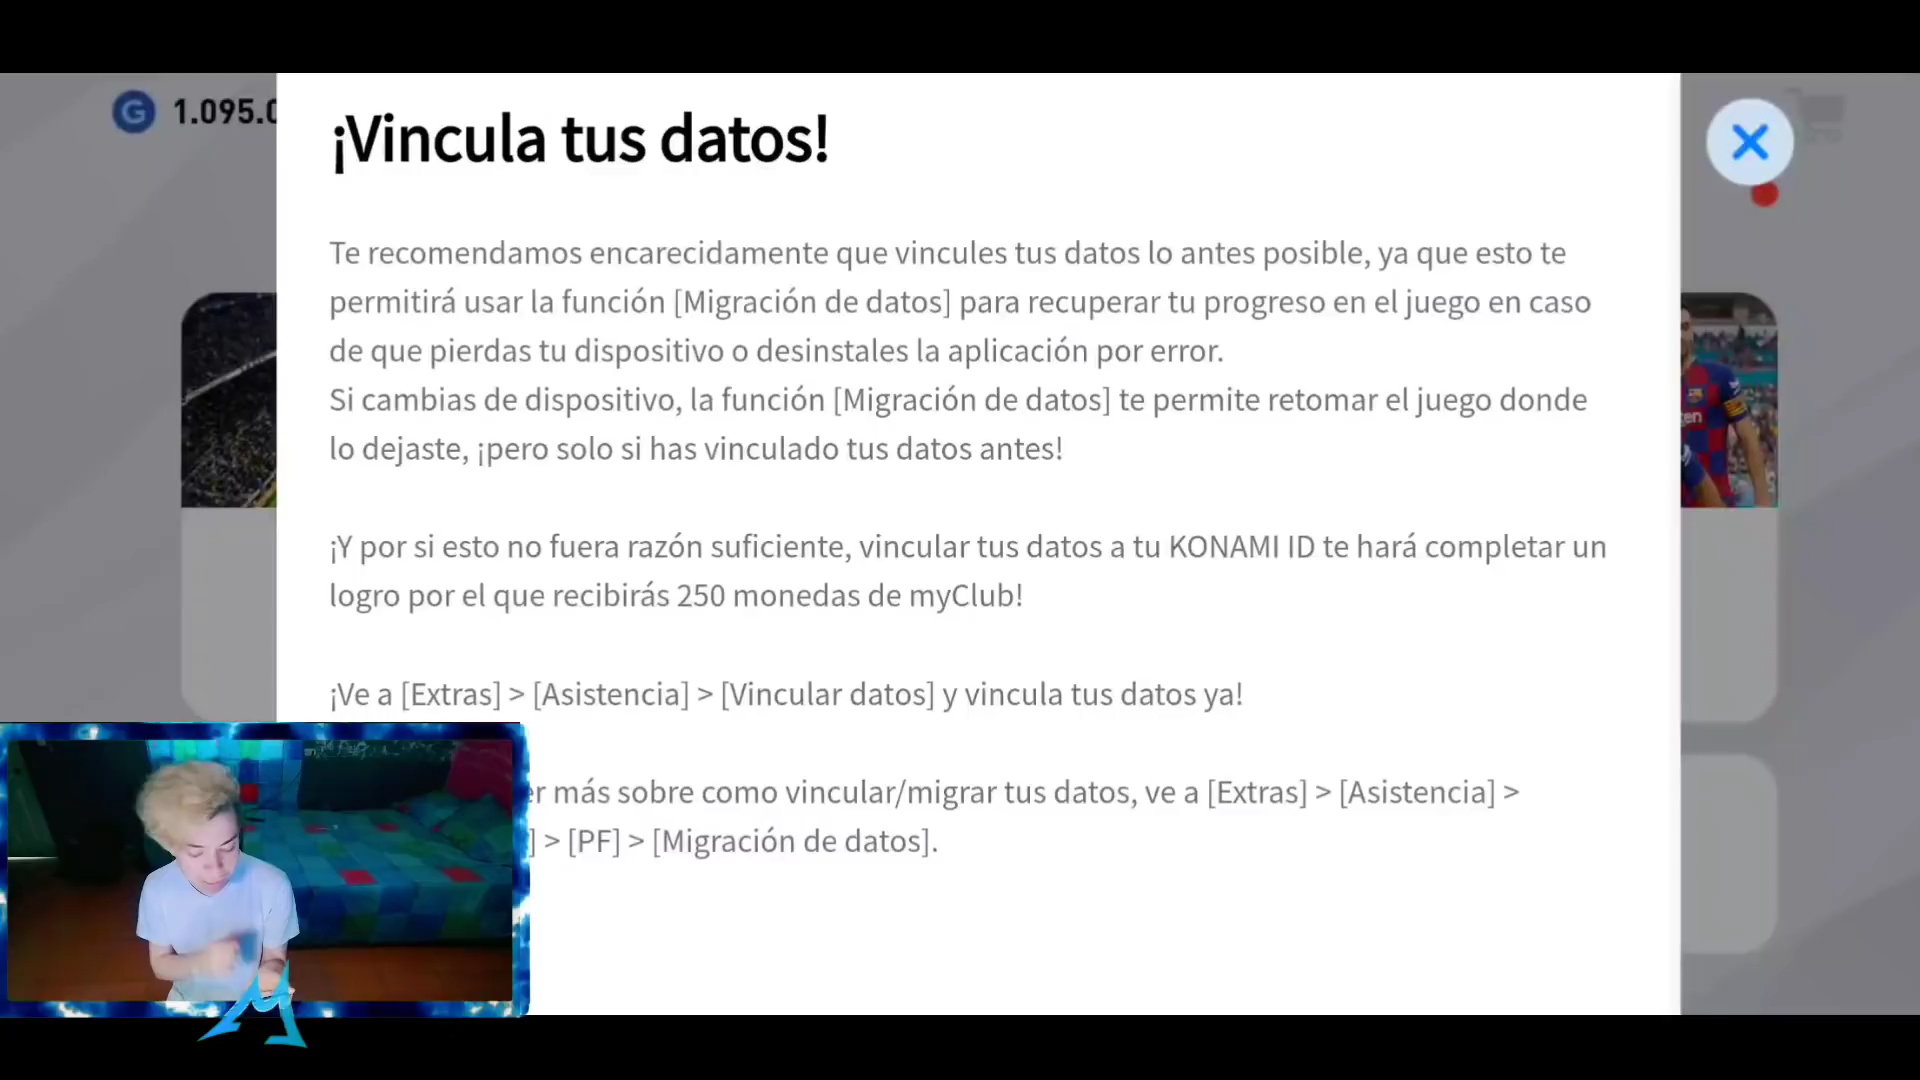 G 1.095.0
¡Vincula tus datos!
Te recomendamos encarecidamente que vincules tus datos lo antes posible, ya que esto te
permitirá usar la función [Migración de datos] para recuperar tu progreso en el juego en caso
de que pierdas tu dispositivo o desinstales la aplicación por error.
Si cambias de dispositivo, la función [Migración de datos] te permite retomar el juego donde
lo dejaste, ¡pero solo si has vinculado tus datos antes!
¡Y por si esto no fuera razón suficiente, vincular tus datos a tu KONAMI ID te hará completar un
logro por el que recibirás 250 monedas de myClub!
¡Ve a [Extras] > [Asistencia] > [Vincular datos] y vincula tus datos ya!
más sobre como vincular/migrar tus datos, ve a [Extras] > [Asistencia] >
] > [PF] > [Migración de datos].